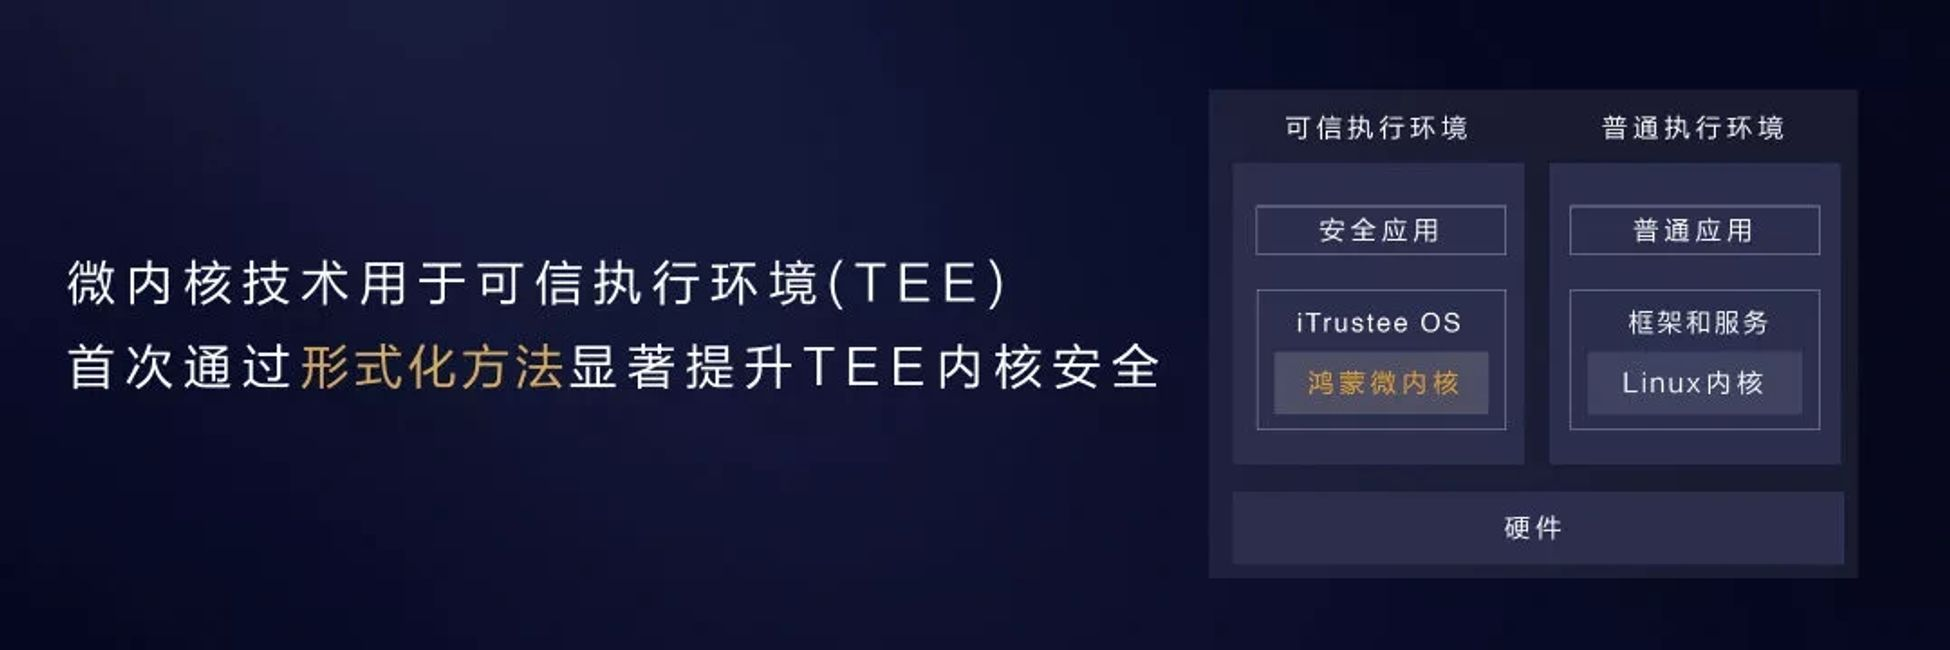 微内核技术用于可信执行环境(TEE)
首次通过形式化方法显著提升TEE内核安全
可信执行环境
安全应用
iTrustee OS
鸿蒙微内核
普通执行环境
普通应用
框架和服务
Linux内核
硬件